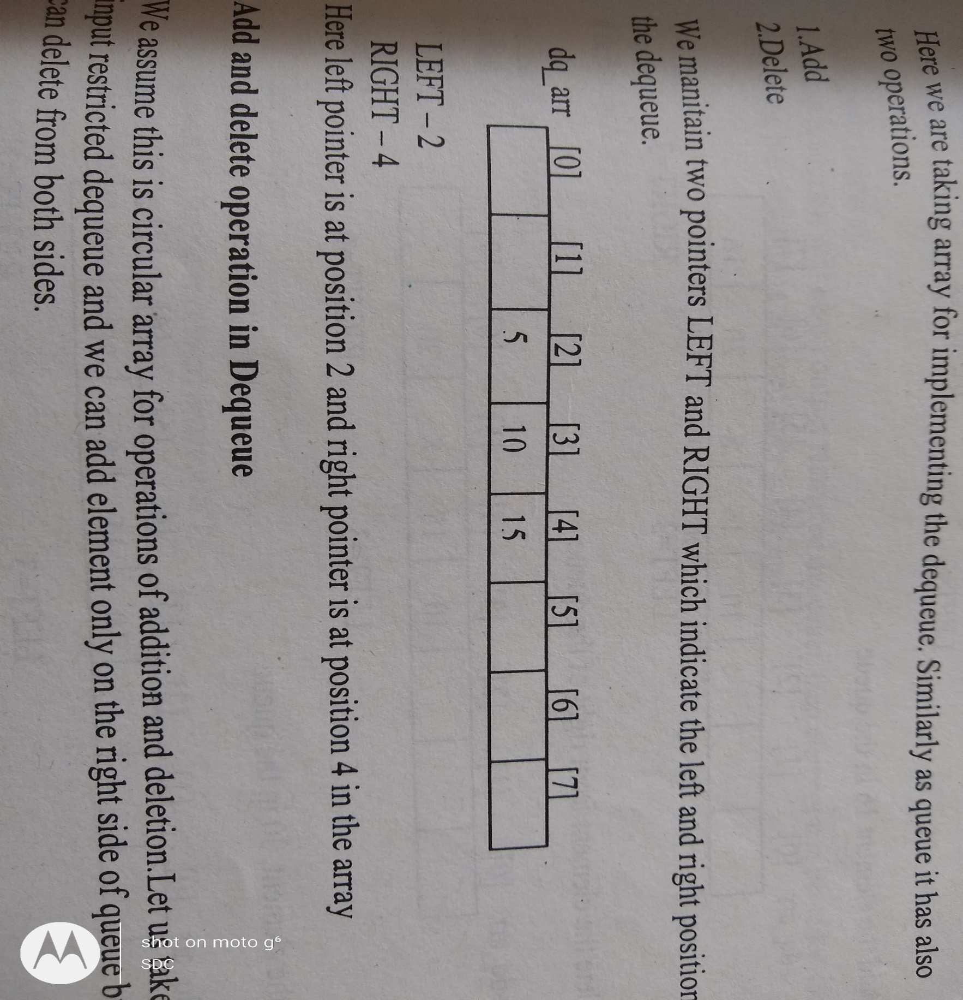 Here we are taking array for implementing the dequeue. Similarly as queue it has also
two operations.
1.Add
2.Delete
We manitain two pointers LEFT and RIGHT which indicate the left and right position
the dequeue.
dq_arr [0] [1] [2] [3] [4] [5] [6] [7]
5 10 15
LEFT – 2
RIGHT – 4
Here left pointer is at position 2 and right pointer is at position 4 in the array
Add and delete operation in Dequeue
We assume this is circular array for operations of addition and deletion.Let us take
input restricted dequeue and we can add element only on the right side of queue b
can delete from both sides.
shot on moto g⁶
SDC